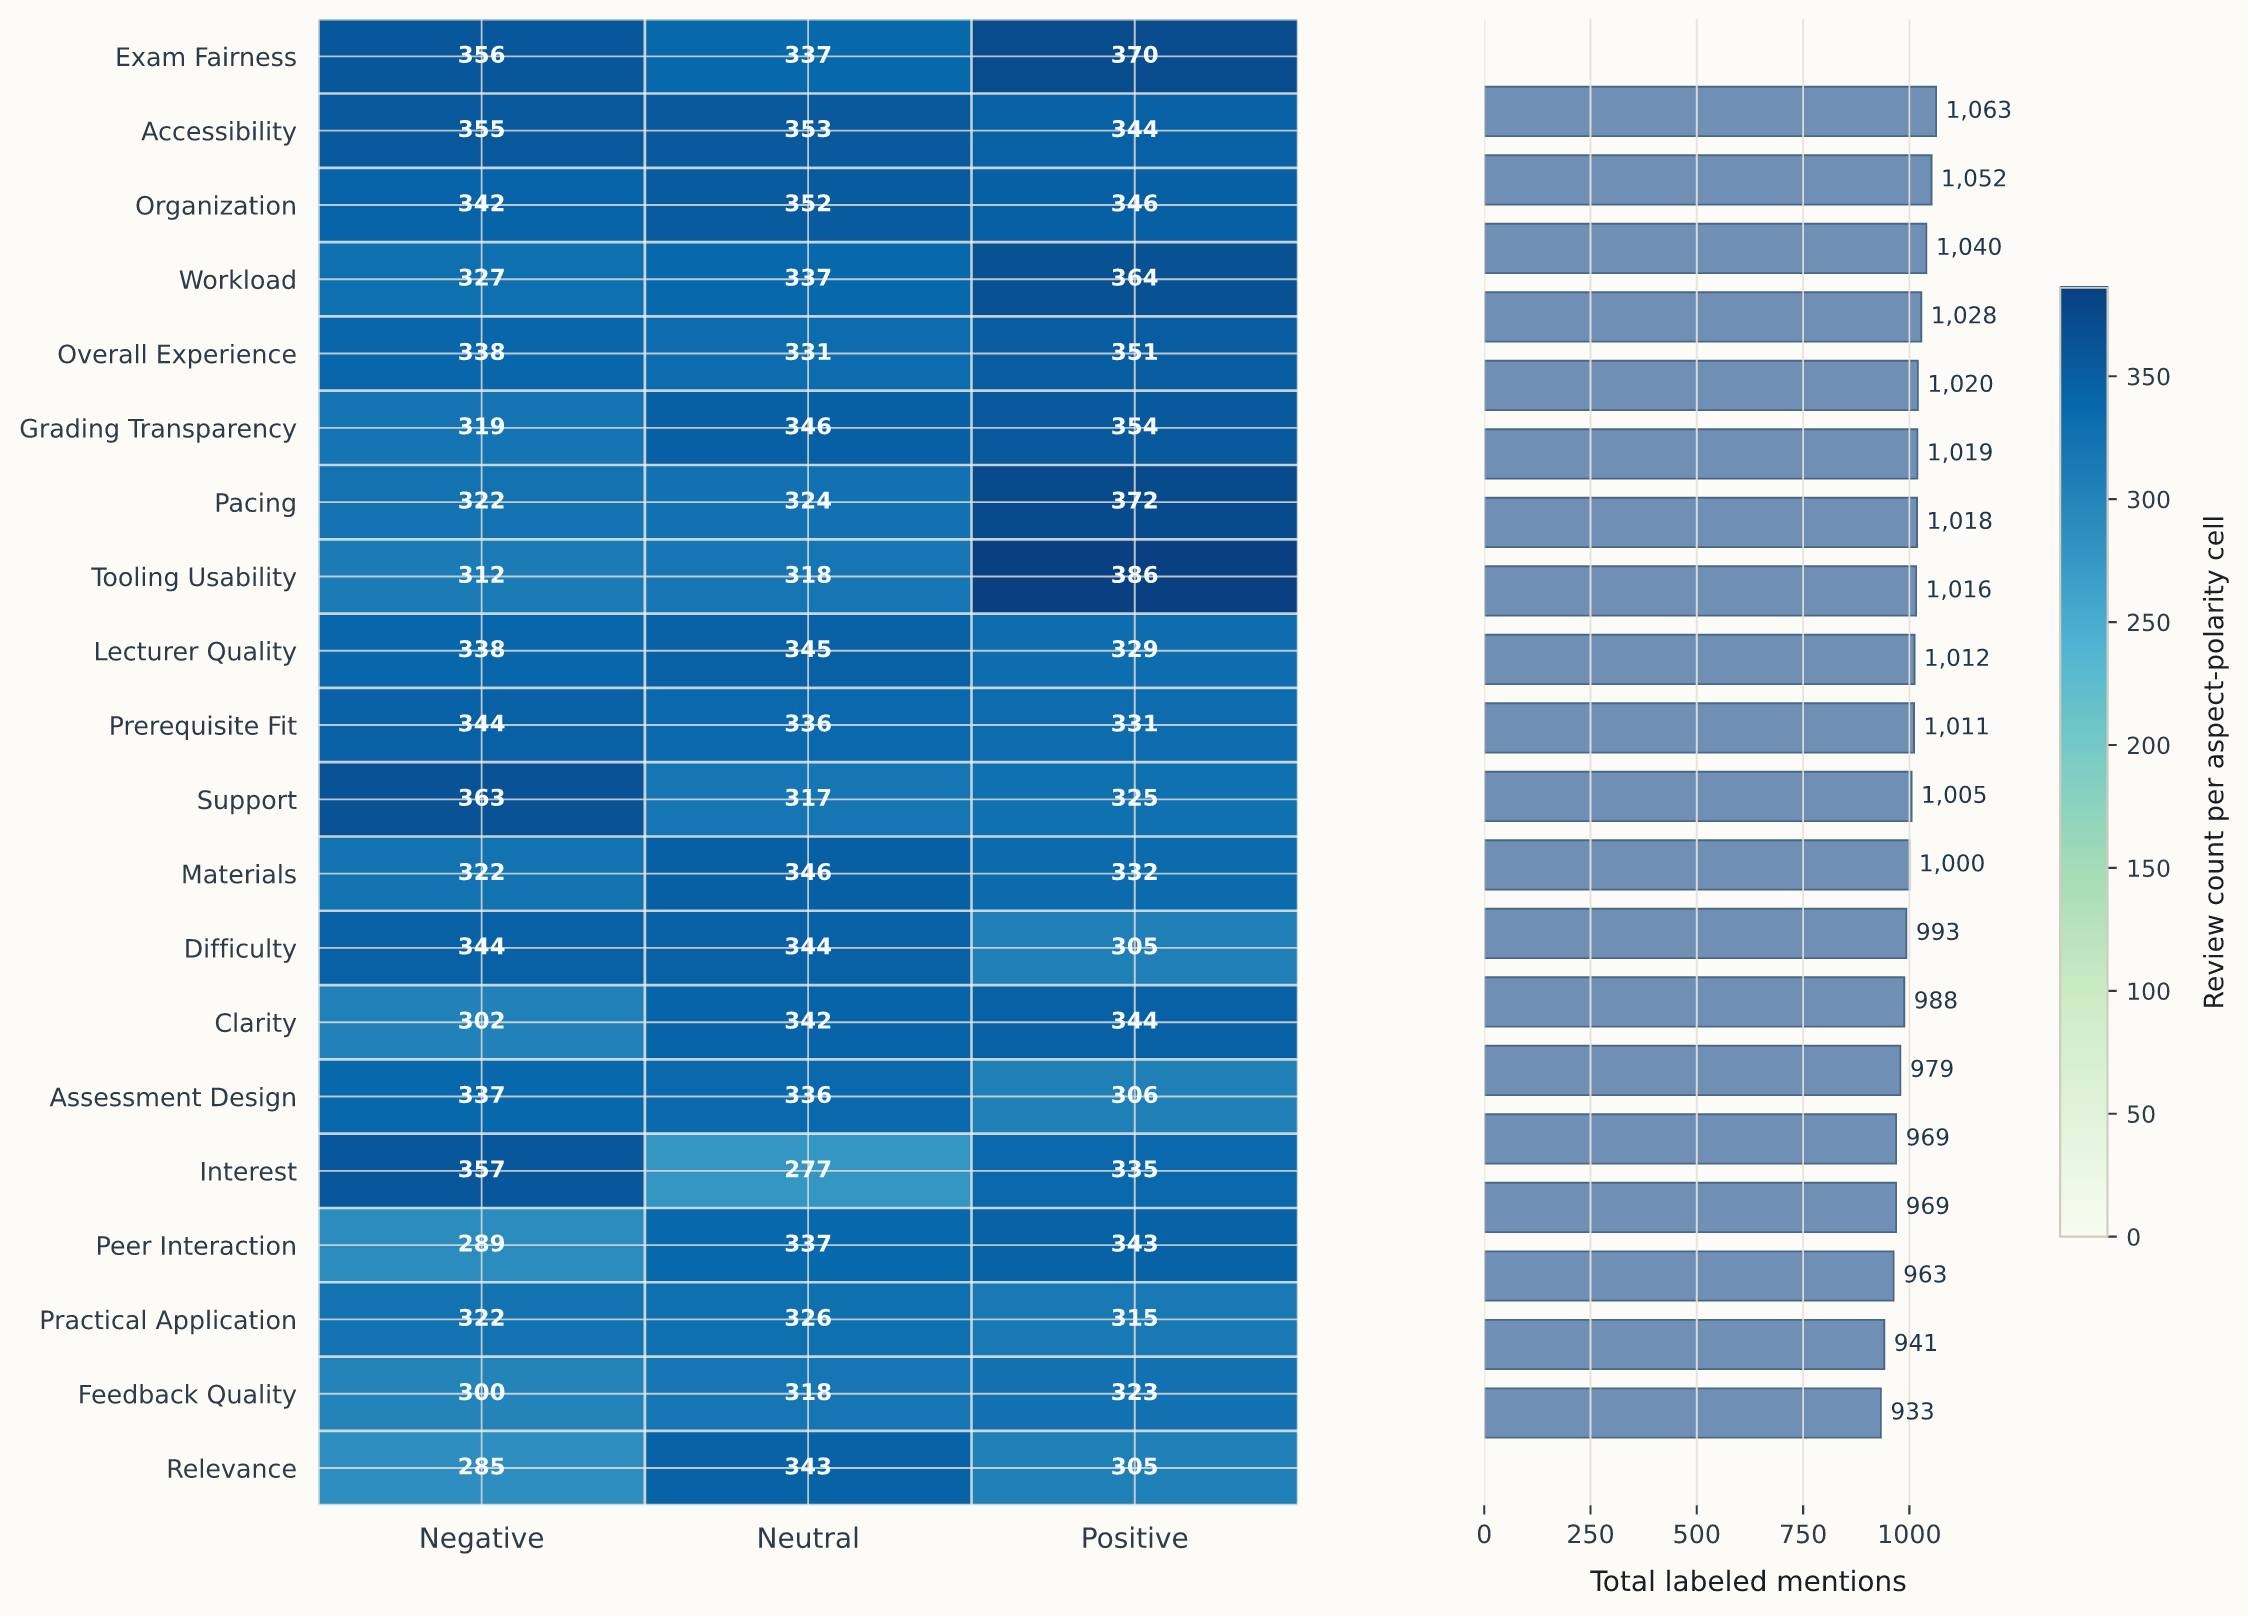 Exam Fairness 356 337 370
Accessibility 355 353 344
Organization 342 352 346
Workload 327 337 364
Overall Experience 338 331 351
Grading Transparency 319 346 354
Pacing 322 324 372
Tooling Usability 312 318 386
Lecturer Quality 338 345 329
Prerequisite Fit 344 336 331
Support 363 317 325
Materials 322 346 332
Difficulty 344 344 305
Clarity 302 342 344
Assessment Design 337 336 306
Interest 357 277 335
Peer Interaction 289 337 343
Practical Application 322 326 315
Feedback Quality 300 318 323
Relevance 285 343 305
Negative Neutral Positive
1,063
1,052
1,040
1,028
1,020
1,019
1,018
1,016
1,012
1,011
1,005
1,000
993
988
979
969
969
963
941
933
0 250 500 750 1000
Total labeled mentions
350
300
250
200
150
100
50
0
Review count per aspect-polarity cell